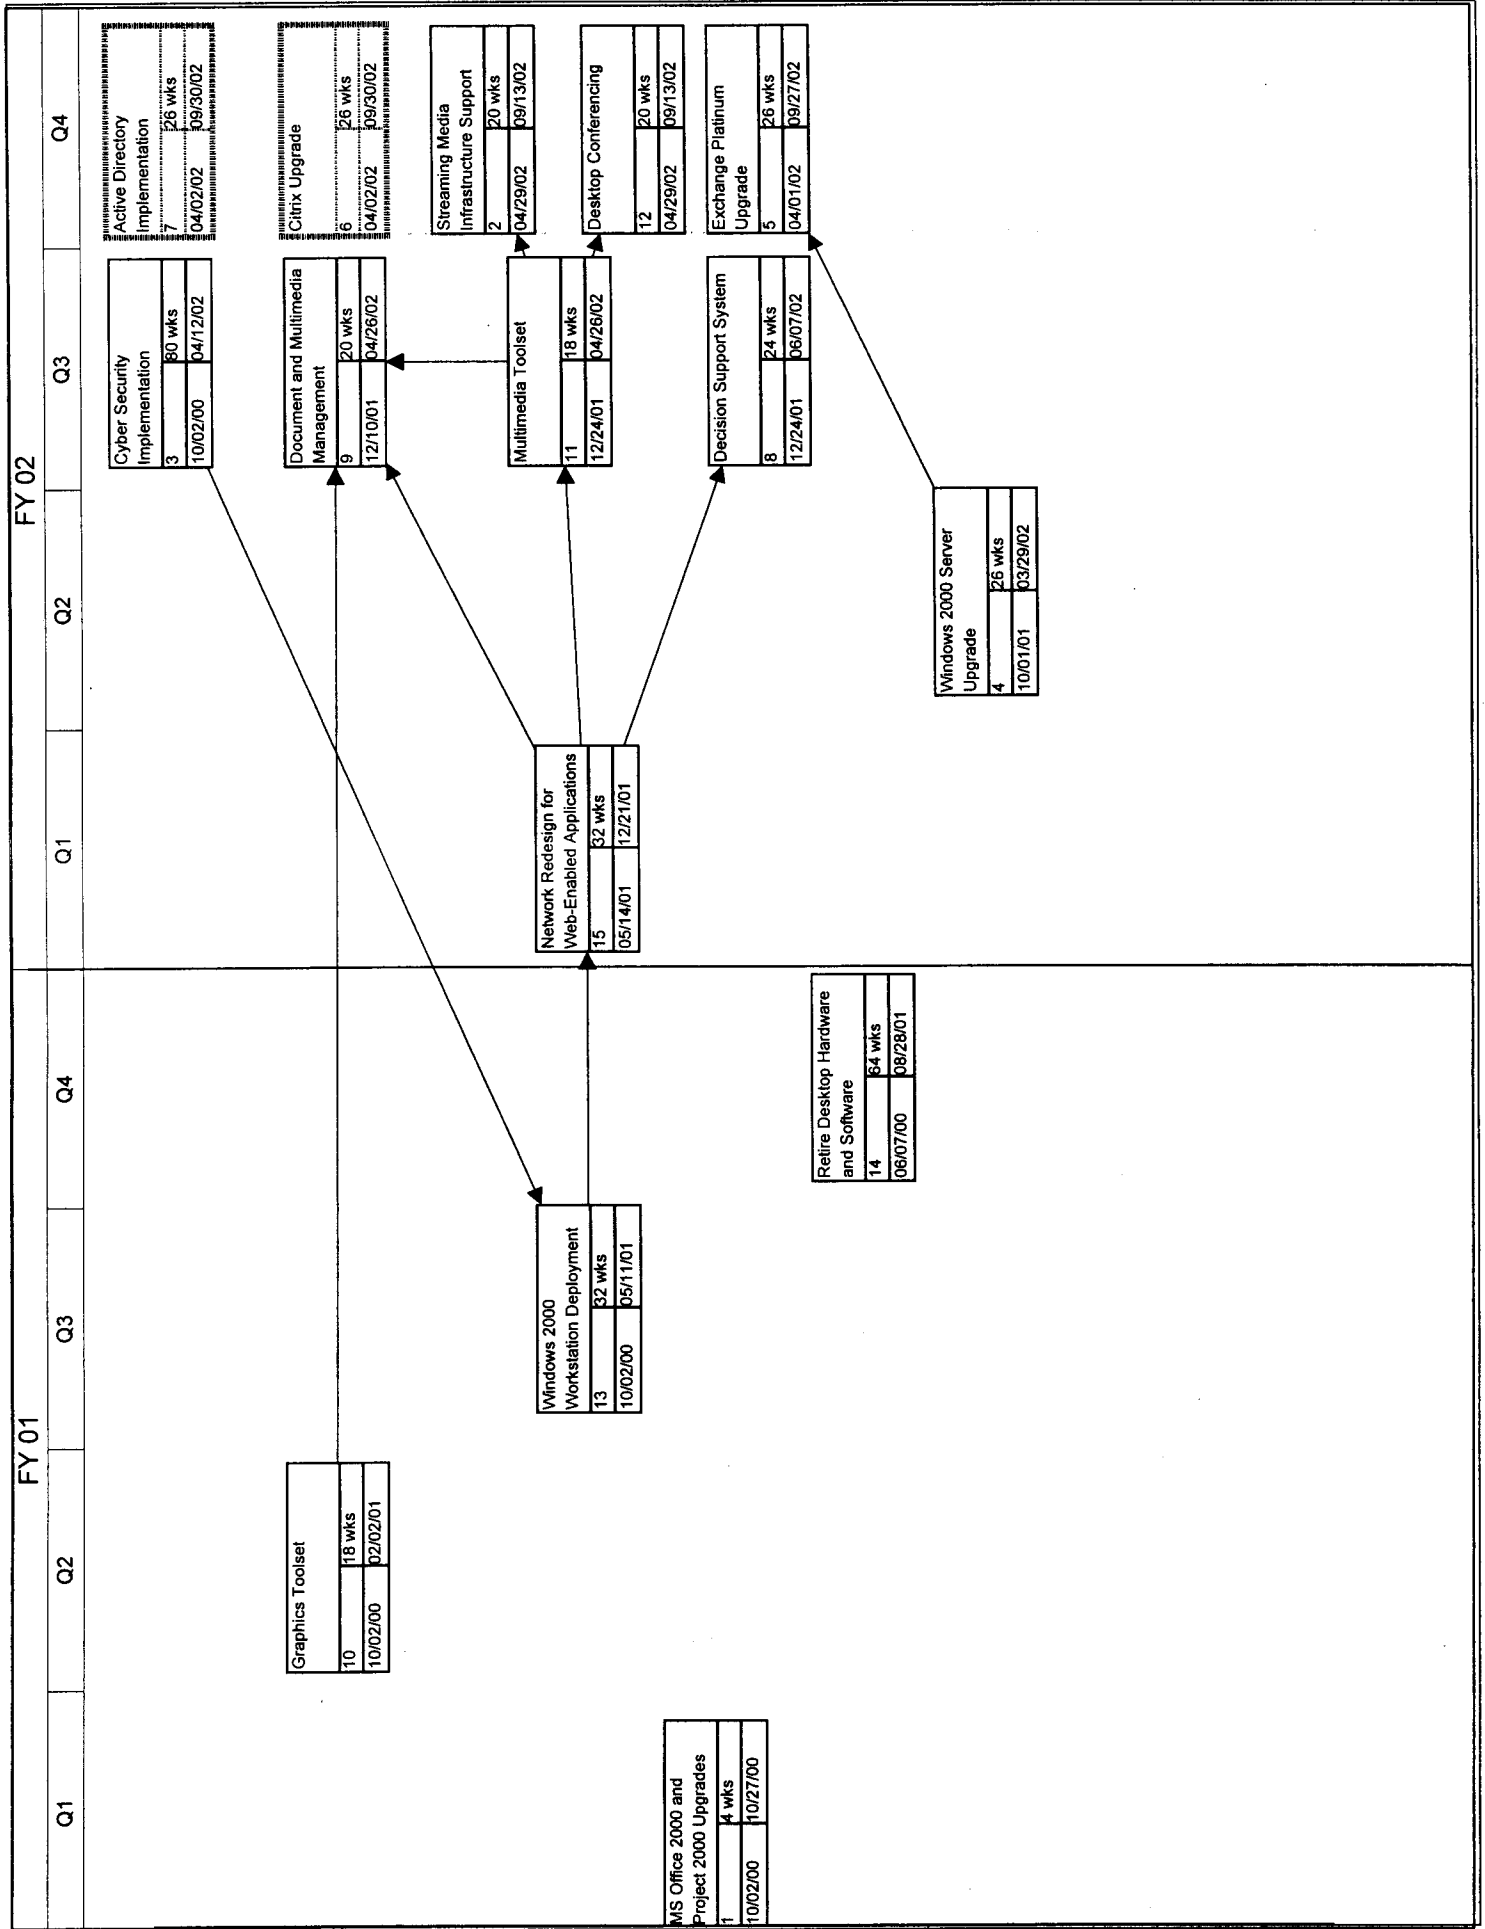 FY 01
FY 02
Q1
Q2
Q3
Q4
Q1
Q2
Q3
Q4
MS Office 2000 and
Project 2000 Upgrades
1
4 wks
10/02/00
10/27/00
Graphics Toolset
10
18 wks
10/02/00
02/02/01
Windows 2000
Workstation Deployment
13
32 wks
10/02/00
05/11/01
Retire Desktop Hardware
and Software
14
64 wks
06/07/00
08/28/01
Network Redesign for
Web-Enabled Applications
15
32 wks
05/14/01
12/21/01
Windows 2000 Server
Upgrade
4
26 wks
10/01/01
03/29/02
Cyber Security
Implementation
3
80 wks
10/02/00
04/12/02
Document and Multimedia
Management
9
20 wks
12/10/01
04/26/02
Multimedia Toolset
11
18 wks
12/24/01
04/26/02
Decision Support System
8
24 wks
12/24/01
06/07/02
Active Directory
Implementation
7
26 wks
04/02/02
09/30/02
Citrix Upgrade
6
26 wks
04/02/02
09/30/02
Streaming Media
Infrastructure Support
2
20 wks
04/29/02
09/13/02
Desktop Conferencing
12
20 wks
04/29/02
09/13/02
Exchange Platinum
Upgrade
5
26 wks
04/01/02
09/27/02